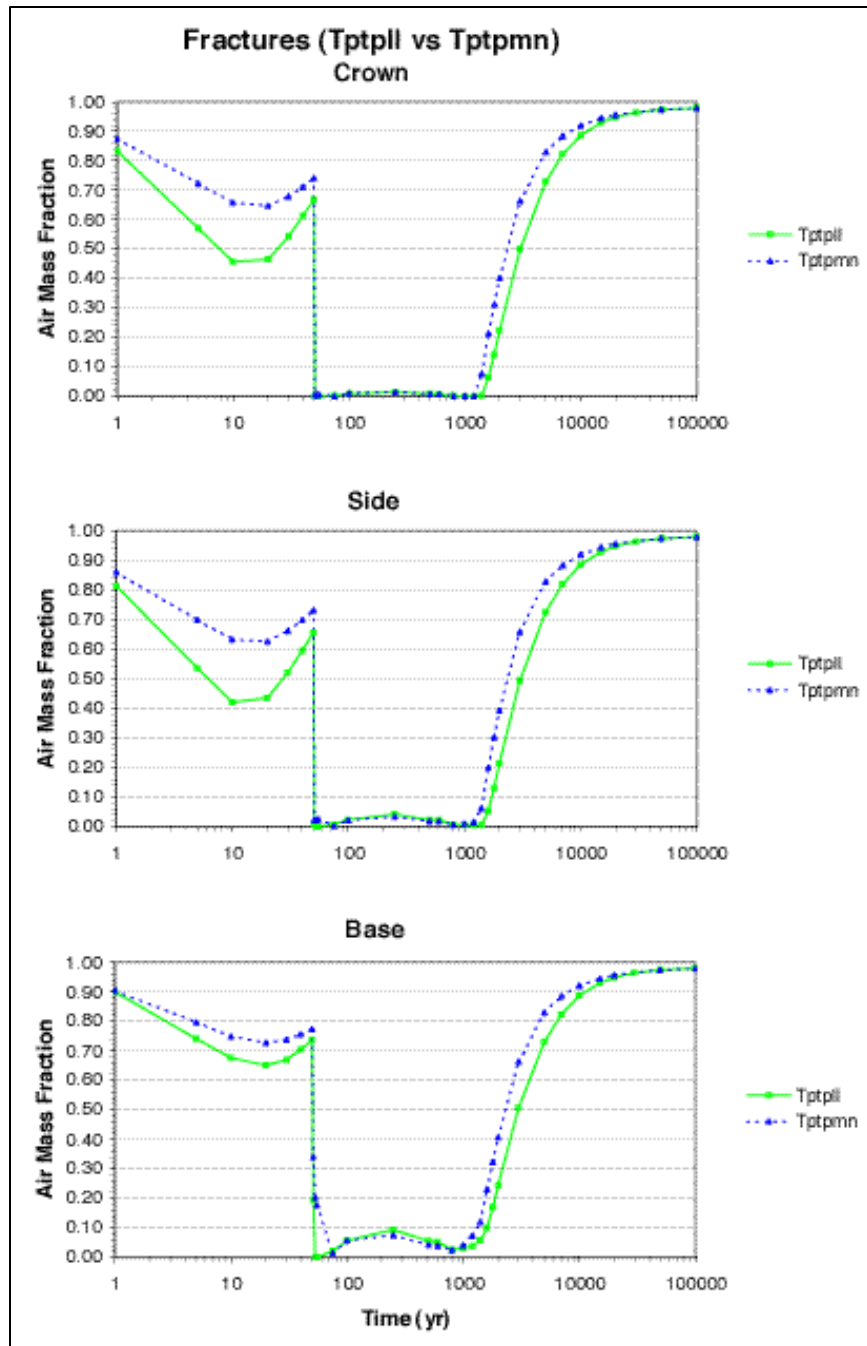 Fractures (Tptpll vs Tptpmn)
Crown
1.00
0.90
0.80
0.70
0.60
0.50
0.40
0.30
0.20
0.10
0.00
Air Mass Fraction
1 10 100 1000 10000 100000
Tptpll
Tptpmn
Side
1.00
0.90
0.80
0.70
0.60
0.50
0.40
0.30
0.20
0.10
0.00
Air Mass Fraction
1 10 100 1000 10000 100000
Tptpll
Tptpmn
Base
1.00
0.90
0.80
0.70
0.60
0.50
0.40
0.30
0.20
0.10
0.00
Air Mass Fraction
1 10 100 1000 10000 100000
Time (yr)
Tptpll
Tptpmn